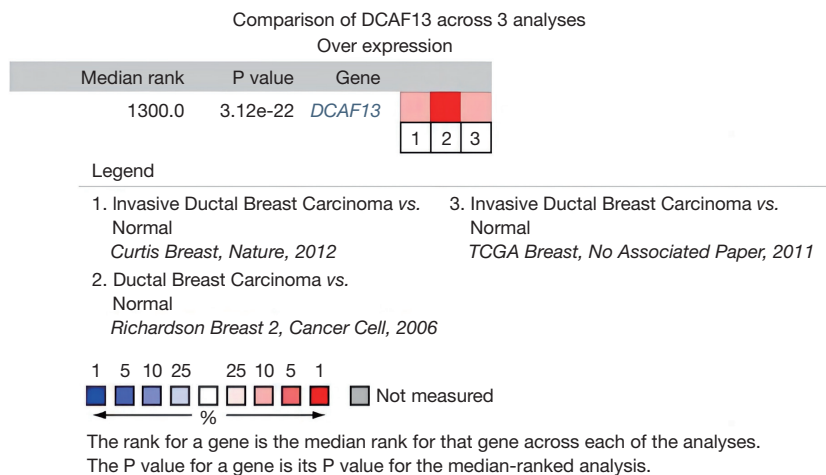 Comparison of DCAF13 across 3 analyses
Over expression
Median rank P value Gene
1300.0 3.12e-22 DCAF13
1 2 3
Legend
1. Invasive Ductal Breast Carcinoma vs.
Normal
Curtis Breast, Nature, 2012
2. Ductal Breast Carcinoma vs.
Normal
Richardson Breast 2, Cancer Cell, 2006
3. Invasive Ductal Breast Carcinoma vs.
Normal
TCGA Breast, No Associated Paper, 2011
1 5 10 25 25 10 5 1
Not measured
%
The rank for a gene is the median rank for that gene across each of the analyses.
The P value for a gene is its P value for the median-ranked analysis.